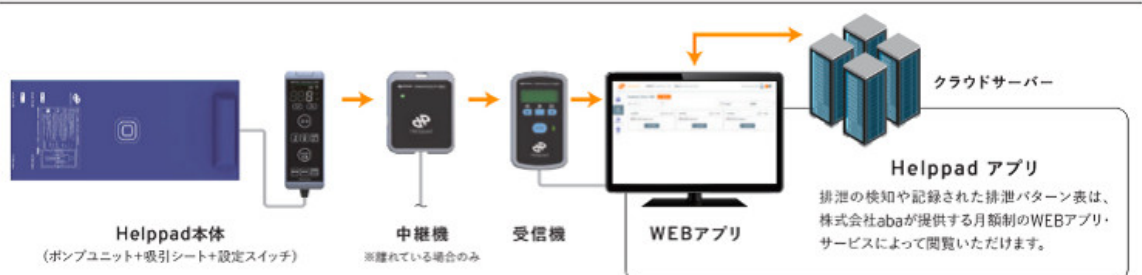 クラウドサーバー
Helppad アプリ
排泄の検知や記録された排泄パターン表は、
株式会社abaが提供する月額制のWEBアプリ・
サービスによって閲覧いただけます。
Helppad本体
(ポンプユニット+吸引シート+設定スイッチ)
中継機
※離れている場合のみ
受信機
WEBアプリ